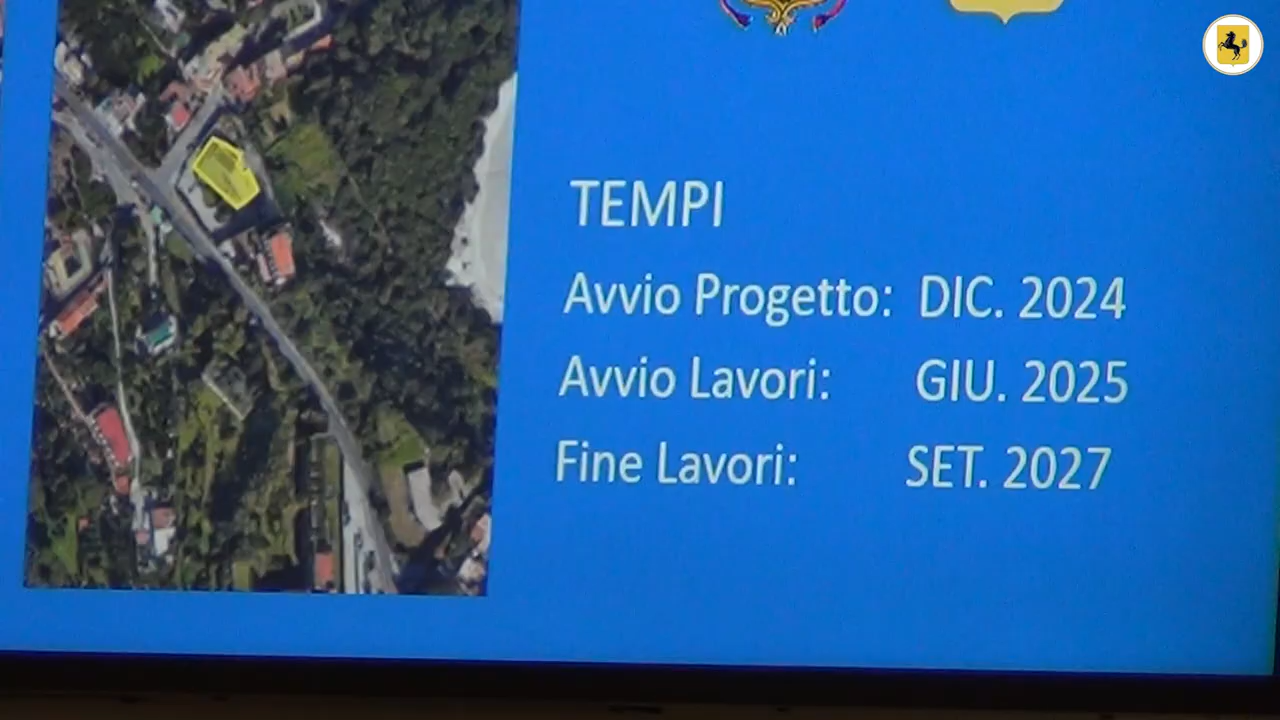 TEMPI
Avvio Progetto: DIC. 2024
Avvio Lavori: GIU. 2025
Fine Lavori: SET. 2027